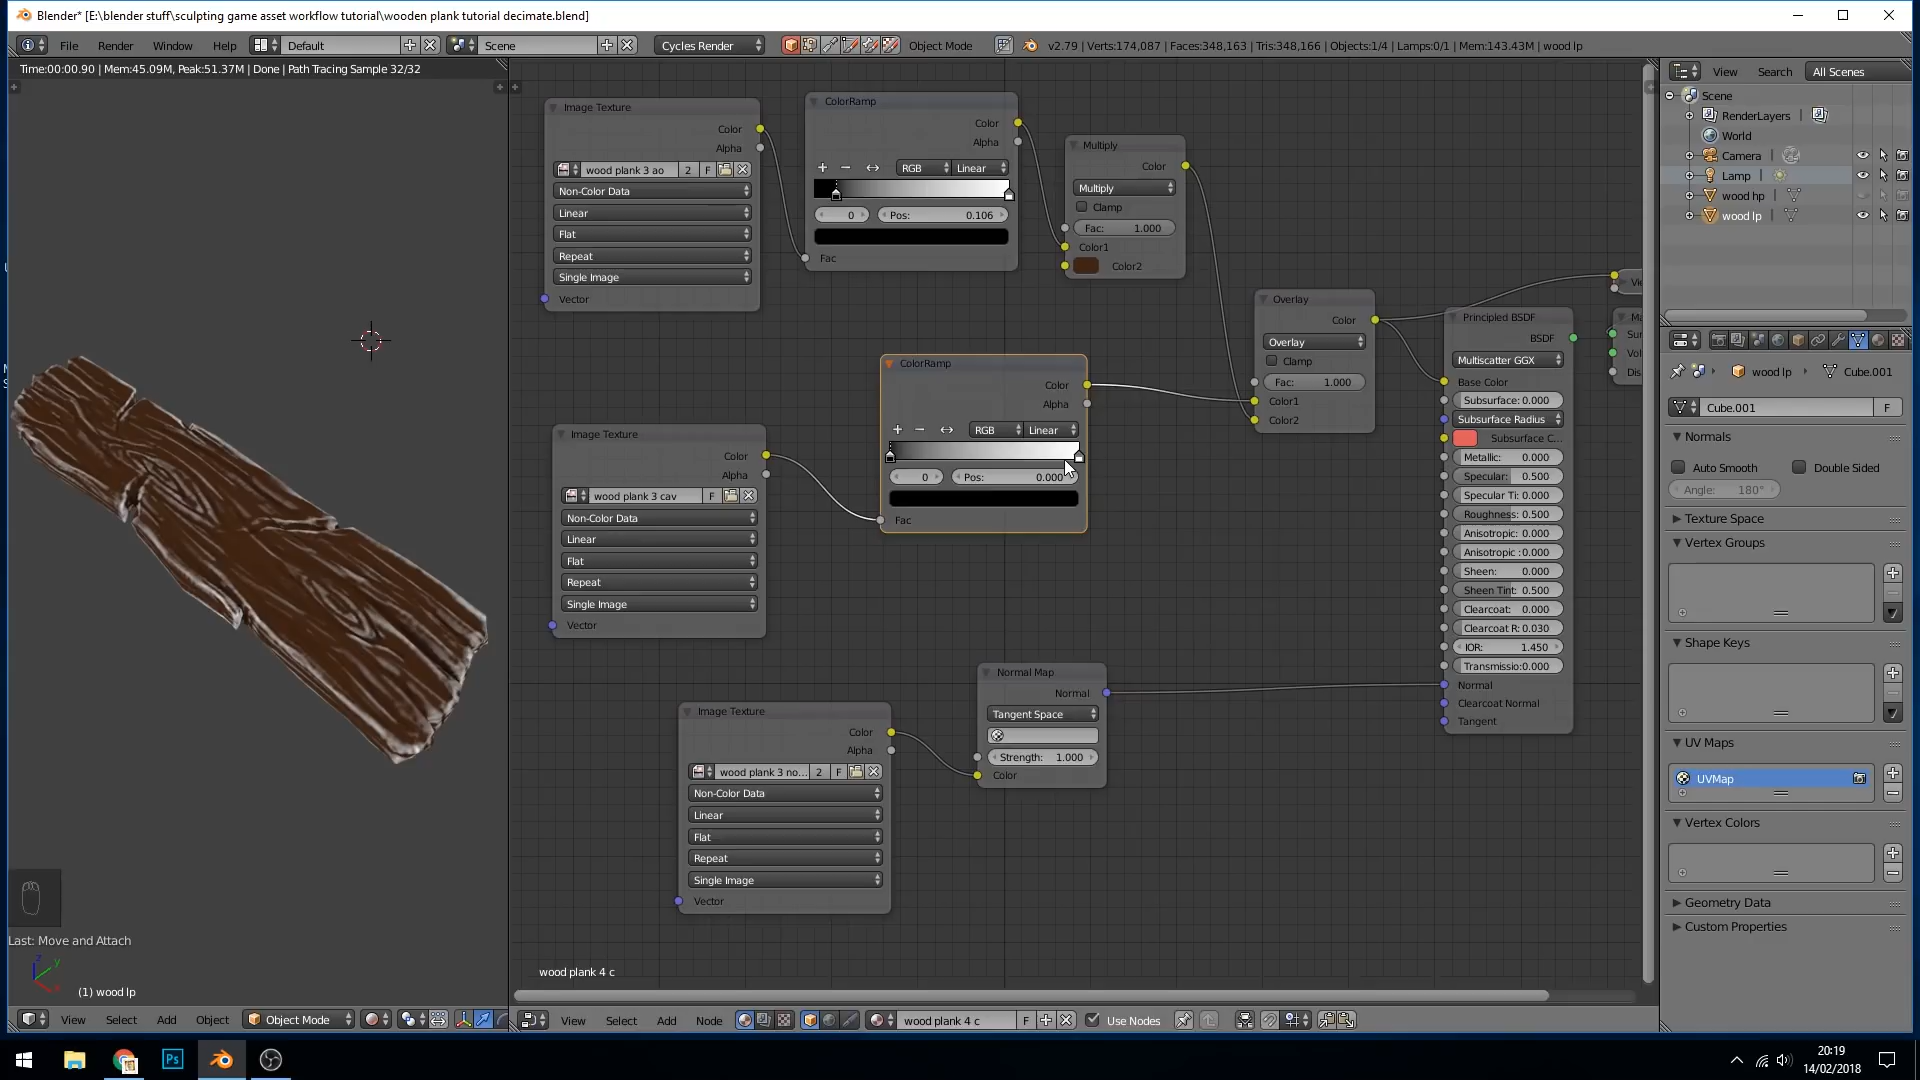 Blender* [E:\blender stuff\sculpting game asset workflow tutorial\wooden plank tutorial decimate.blend]
File Render Window Help Default Scene Cycles Render Object Mode v2.79 | Verts:174,087 | Faces:348,163 | Tris:348,166 | Objects:1/4 | Lamps:0/1 | Mem:143.43M | wood lp
Time:00:00.90 | Mem:45.09M, Peak:51.37M | Done | Path Tracing Sample 32/32
Last: Move and Attach
z y
(1) wood lp
View Select Add Object Object Mode
Image Texture
Color
Alpha
wood plank 3 ao 2 F
Non-Color Data
Linear
Flat
Repeat
Single Image
Vector
ColorRamp
Color
Alpha
RGB Linear
0 Pos: 0.106
Fac
Multiply
Color
Multiply
Clamp
Fac: 1.000
Color1
Color2
ColorRamp
Color
Alpha
RGB Linear
0 Pos: 0.000
Fac
Image Texture
Color
Alpha
wood plank 3 cav F
Non-Color Data
Linear
Flat
Repeat
Single Image
Vector
Overlay
Color
Overlay
Clamp
Fac: 1.000
Color1
Color2
Principled BSDF
BSDF
Multiscatter GGX
Base Color
Subsurface: 0.000
Subsurface Radius
Subsurface C...
Metallic: 0.000
Specular: 0.500
Specular Ti: 0.000
Roughness: 0.500
Anisotropic: 0.000
Anisotropic : 0.000
Sheen: 0.000
Sheen Tint: 0.500
Clearcoat: 0.000
Clearcoat R: 0.030
IOR: 1.450
Transmissio: 0.000
Normal
Clearcoat Normal
Tangent
Vi
Ma
Sur
Vol
Dis
Normal Map
Normal
Tangent Space
Strength: 1.000
Color
Image Texture
Color
Alpha
wood plank 3 no... 2 F
Non-Color Data
Linear
Flat
Repeat
Single Image
Vector
wood plank 4 c
View Select Add Node wood plank 4 c F Use Nodes
View Search All Scenes
Scene
RenderLayers
World
Camera
Lamp
wood hp
wood lp
wood lp Cube.001
Cube.001 F
Normals
Auto Smooth Double Sided
Angle: 180°
Texture Space
Vertex Groups
Shape Keys
UV Maps
UVMap
Vertex Colors
Geometry Data
Custom Properties
Ps
20:19
14/02/2018